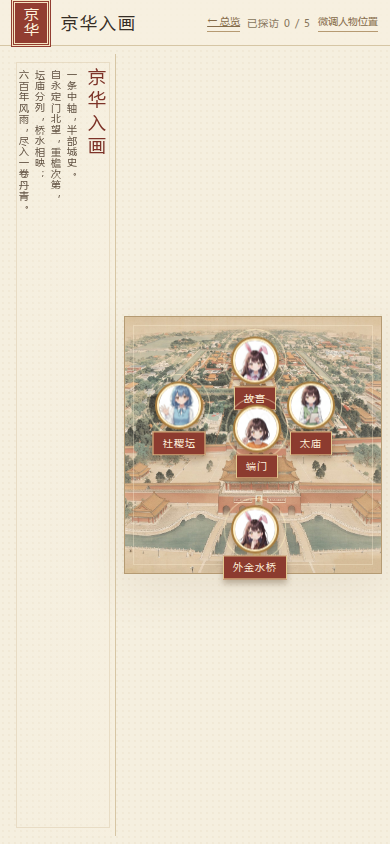 京华
京华入画
←总览
已探访 0 / 5
微调人物位置
京华入画
一条中轴，半部城史。
自永定门北望，重檐次第，
坛庙分列，桥水相映；
六百年风雨，尽入一卷丹青。
故宫
社稷坛
太庙
端门
外金水桥